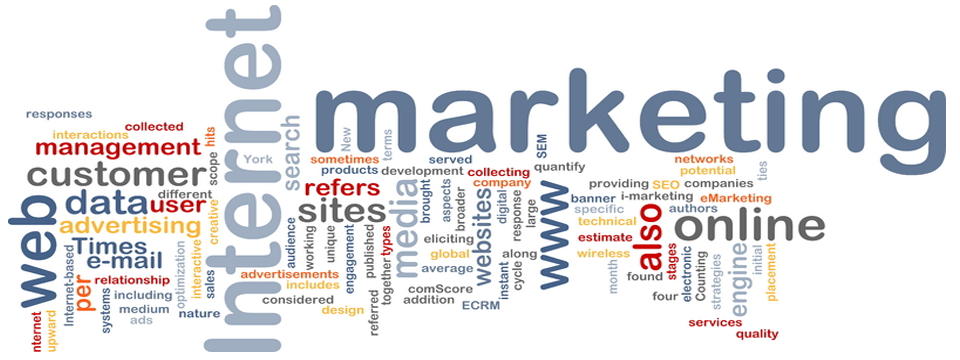 responses
interactions
collected
hits
management
scope
customer
different
data
user
creative
web
advertising
Times
e-mail
Internet-based
per
relationship
optimization
interactive
sales
systems
including
medium
ads
nature
nternet
upward
Internet
York
search
marketing
New
terms
sometimes
served
SEM
products
development
collecting
quantify
refers
company
sites
media
brought
aspects
broader
digital
response
large
www
websites
audience
working
unique
engagement
published
types
together
eliciting
global
average
along
cycle
instant
advertisements
includes
considered
design
referred
comScore
addition
ECRM
networks
potential
ties
providing
SEO
companies
banner
i-marketing
eMarketing
specific
authors
technical
also
online
estimate
wireless
month
found
stages
four
electronic
Counting
strategies
engine
initial
placement
services
quality